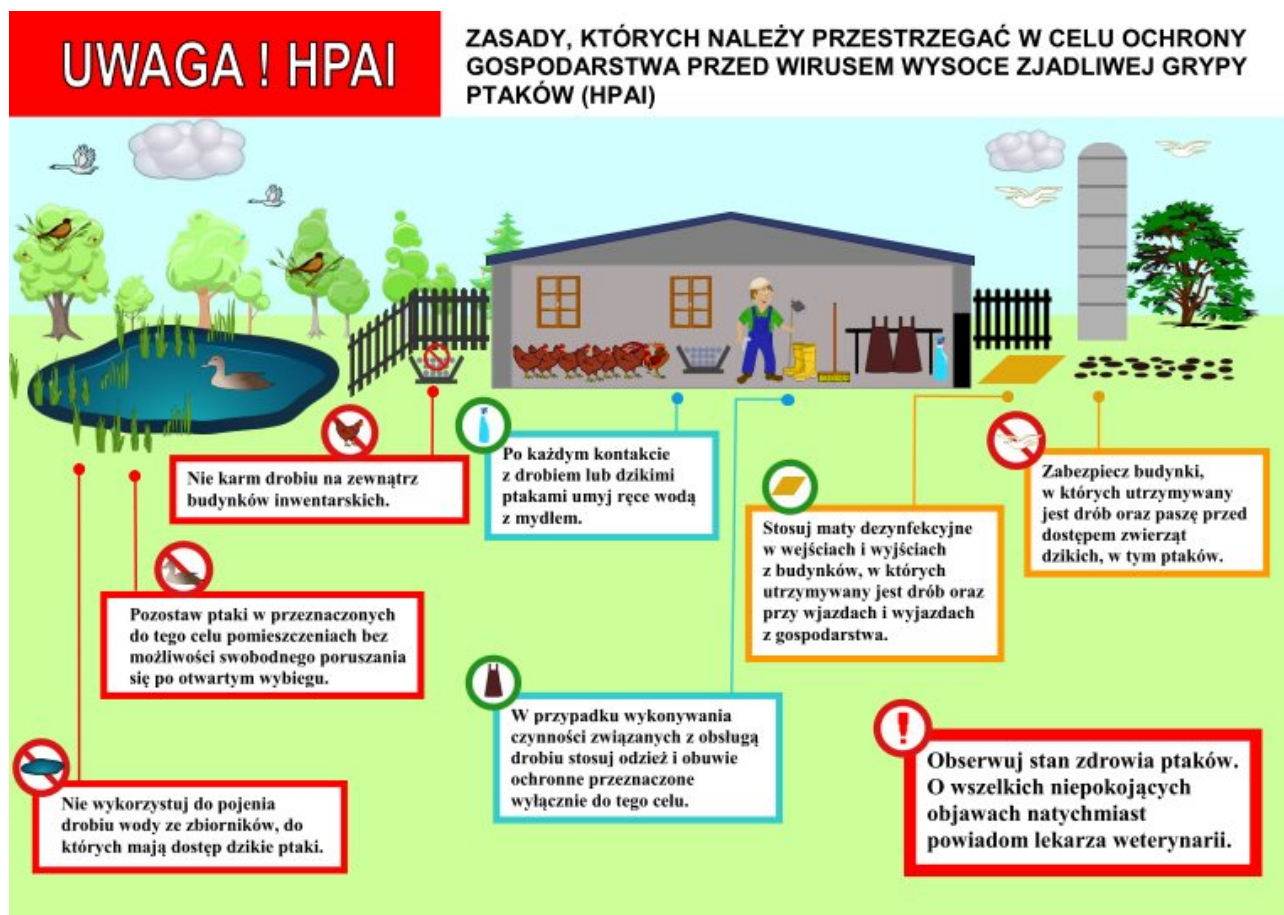 UWAGA ! HPAI
ZASADY, KTÓRYCH NALEŻY PRZESTRZEGAĆ W CELU OCHRONY
GOSPODARSTWA PRZED WIRUSEM WYSOCE ZJADLIWEJ GRYPY
PTAKÓW (HPAI)
Nie karm drobiu na zewnątrz
budynków inwentarskich.
Po każdym kontakcie
z drobiem lub dzikimi
ptakami umyj ręce wodą
z mydłem.
Stosuj maty dezynfekcyjne
w wejściach i wyjściach
z budynków, w których
utrzymywany jest drób oraz
przy wjazdach i wyjazdach
z gospodarstwa.
Zabezpiecz budynki,
w których utrzymywany
jest drób oraz paszę przed
dostępem zwierząt
dzikich, w tym ptaków.
Pozostaw ptaki w przeznaczonych
do tego celu pomieszczeniach bez
możliwości swobodnego poruszania
się po otwartym wybiegu.
W przypadku wykonywania
czynności związanych z obsługą
drobiu stosuj odzież i obuwie
ochronne przeznaczone
wyłącznie do tego celu.
Nie wykorzystuj do pojenia
drobiu wody ze zbiorników, do
których mają dostęp dzikie ptaki.
Obserwuj stan zdrowia ptaków.
O wszelkich niepokojących
objawach natychmiast
powiadom lekarza weterynarii.